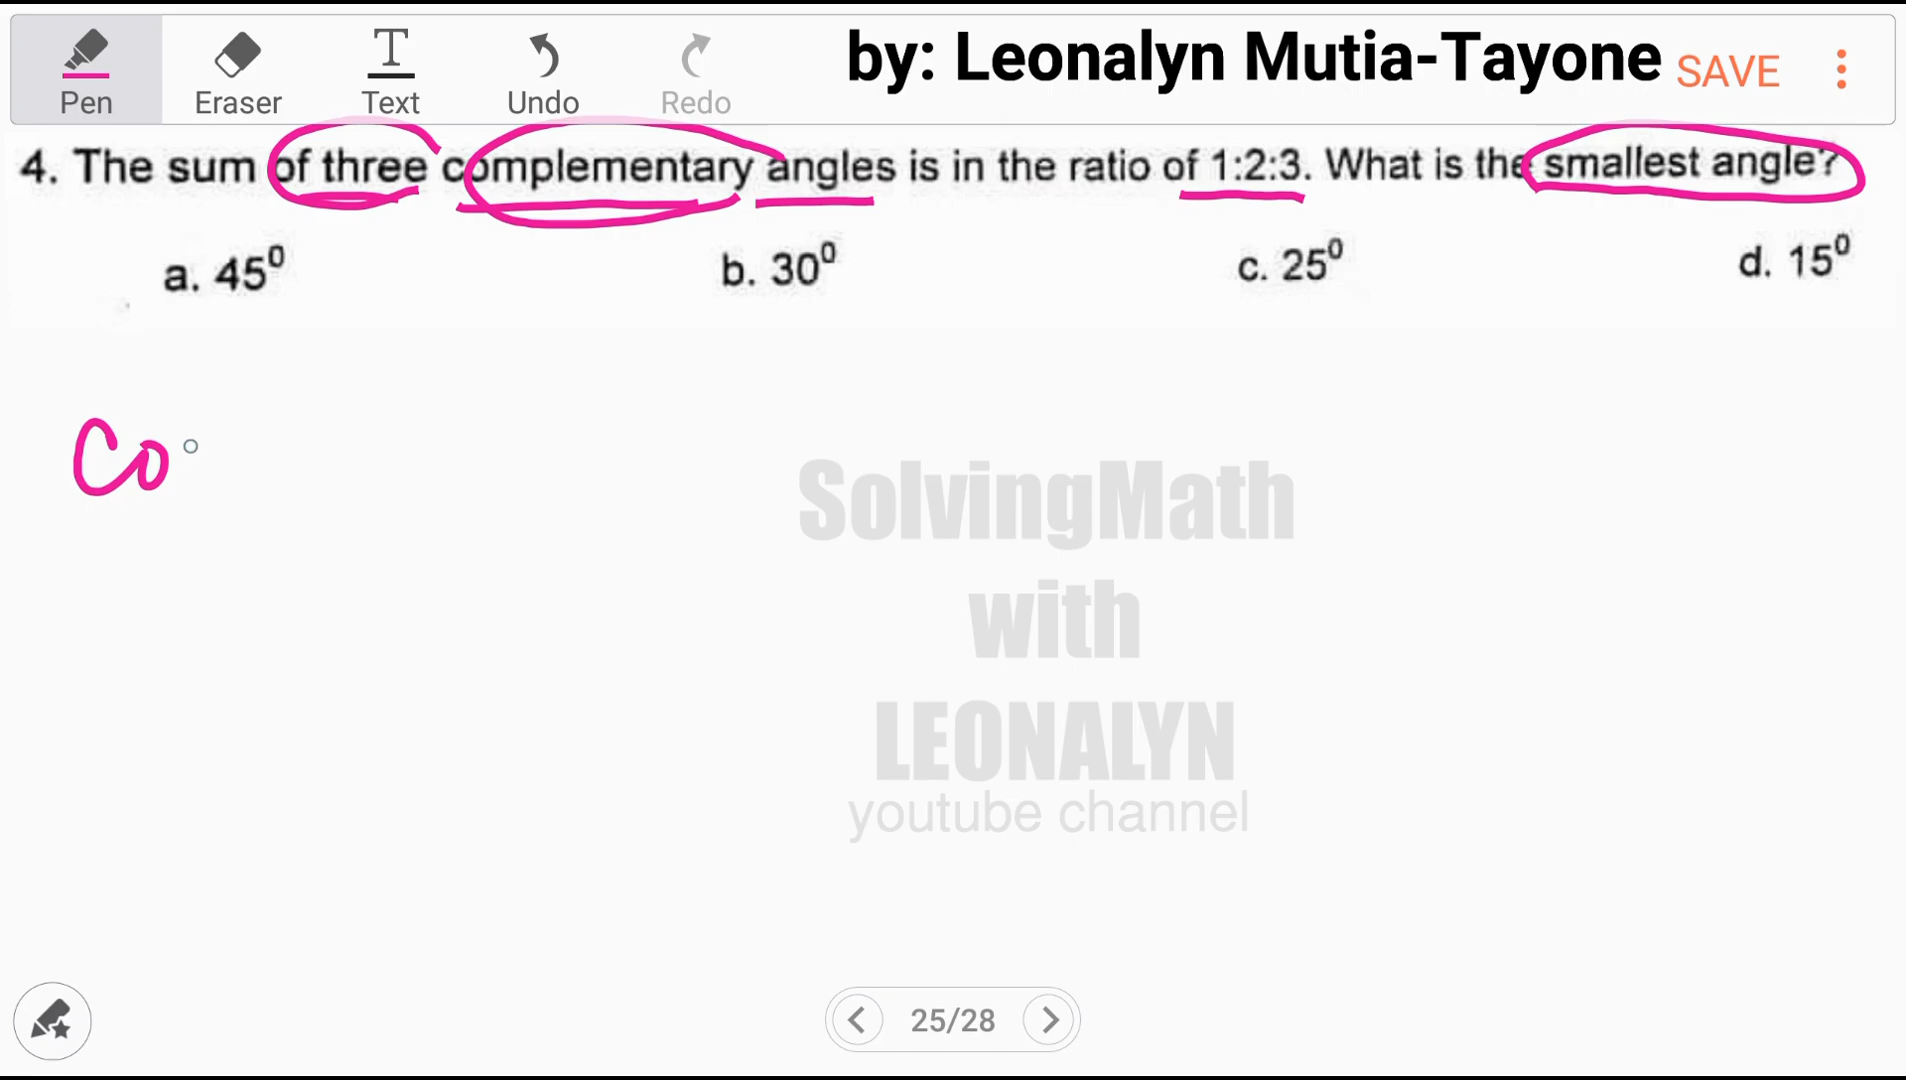 by: Leonalyn Mutia-Tayone
SAVE
Pen
Eraser
Text
Undo
Redo
4. The sum of three complementary angles is in the ratio of 1:2:3. What is the smallest angle?
a. 45⁰
b. 30⁰
c. 25⁰
d. 15⁰
Co
SolvingMath
with
LEONALYN
youtube channel
25/28